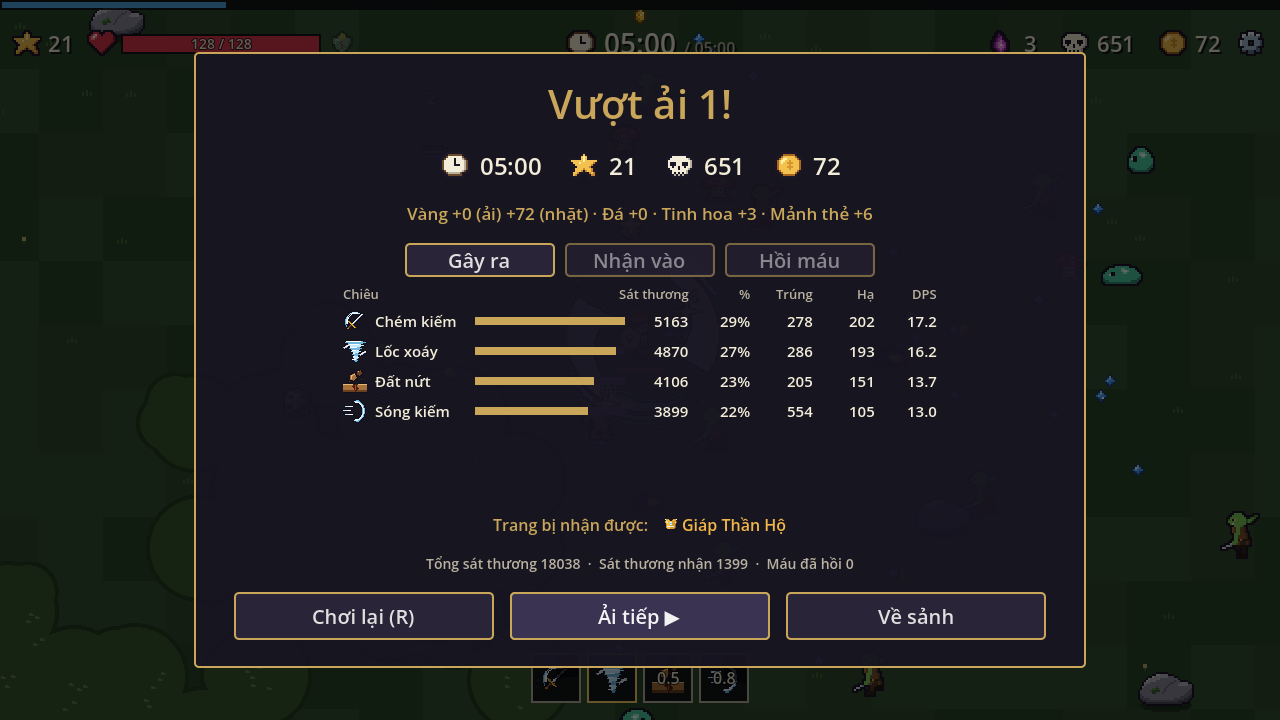 21 128 / 128 05:00 / 05:00 3 651 72
Vượt ải 1!
05:00 21 651 72
Vàng +0 (ải) +72 (nhặt) · Đá +0 · Tinh hoa +3 · Mảnh thẻ +6
Gây ra Nhận vào Hồi máu
Chiêu Sát thương % Trúng Hạ DPS
Chém kiếm 5163 29% 278 202 17.2
Lốc xoáy 4870 27% 286 193 16.2
Đất nứt 4106 23% 205 151 13.7
Sóng kiếm 3899 22% 554 105 13.0
Trang bị nhận được: Giáp Thần Hộ
Tổng sát thương 18038 · Sát thương nhận 1399 · Máu đã hồi 0
Chơi lại (R) Ải tiếp ▶ Về sảnh
0.5 0.8